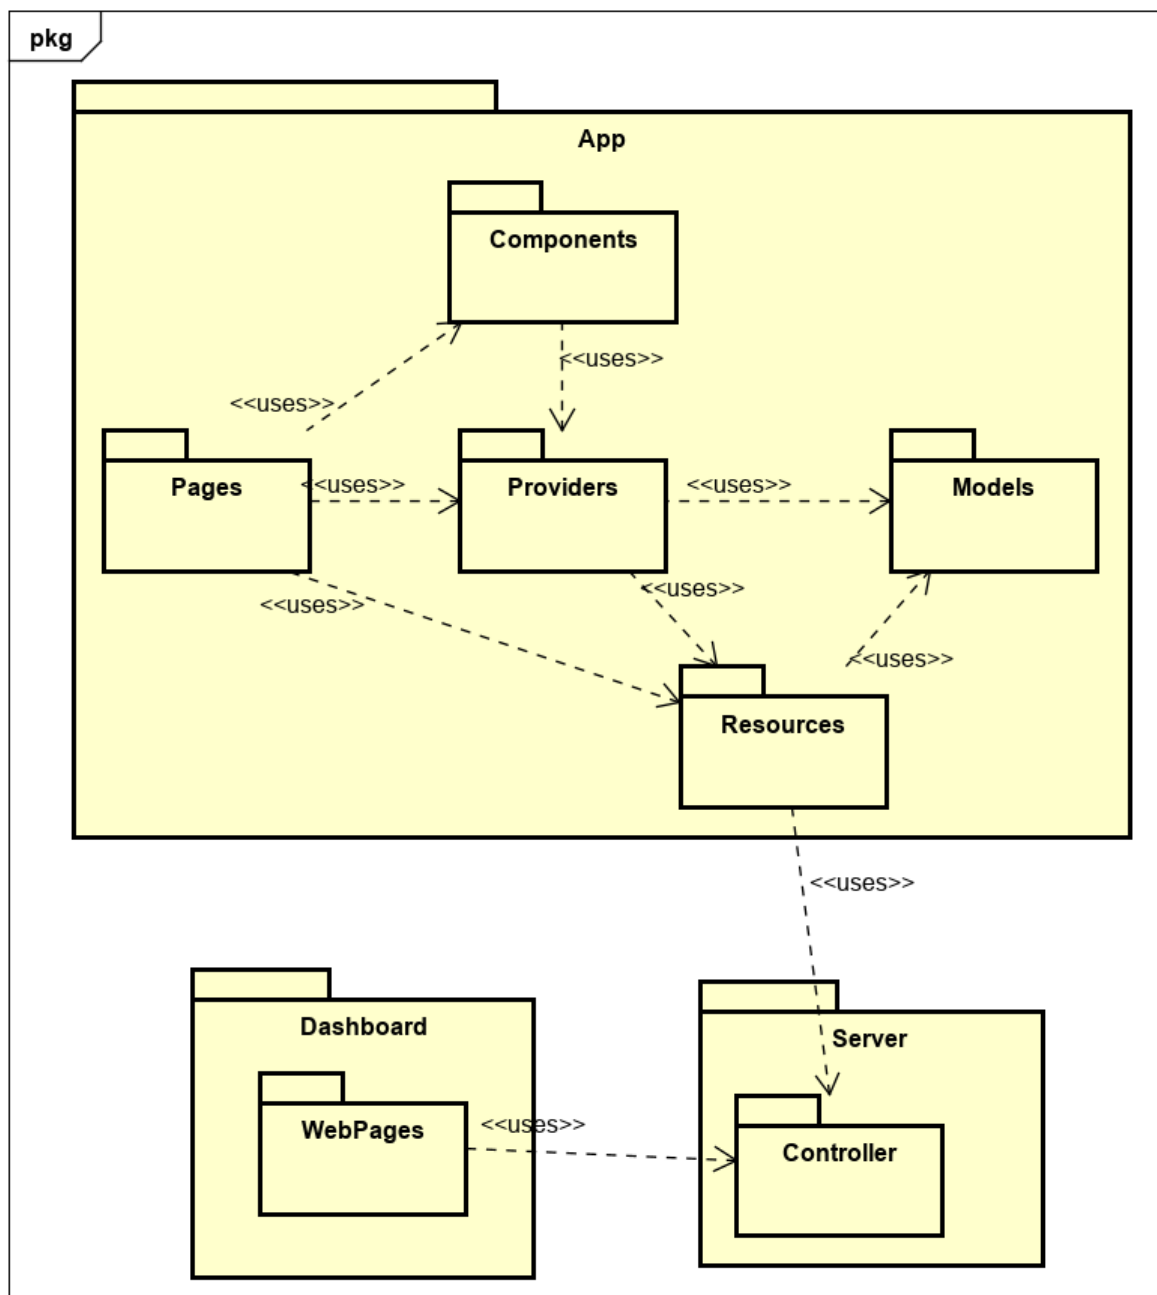 pkg
App
Components
<<uses>>
<<uses>>
Pages
<<uses>>
Providers
<<uses>>
Models
<<uses>>
<<uses>>
<<uses>>
Resources
<<uses>>
Dashboard
Server
WebPages
<<uses>>
Controller